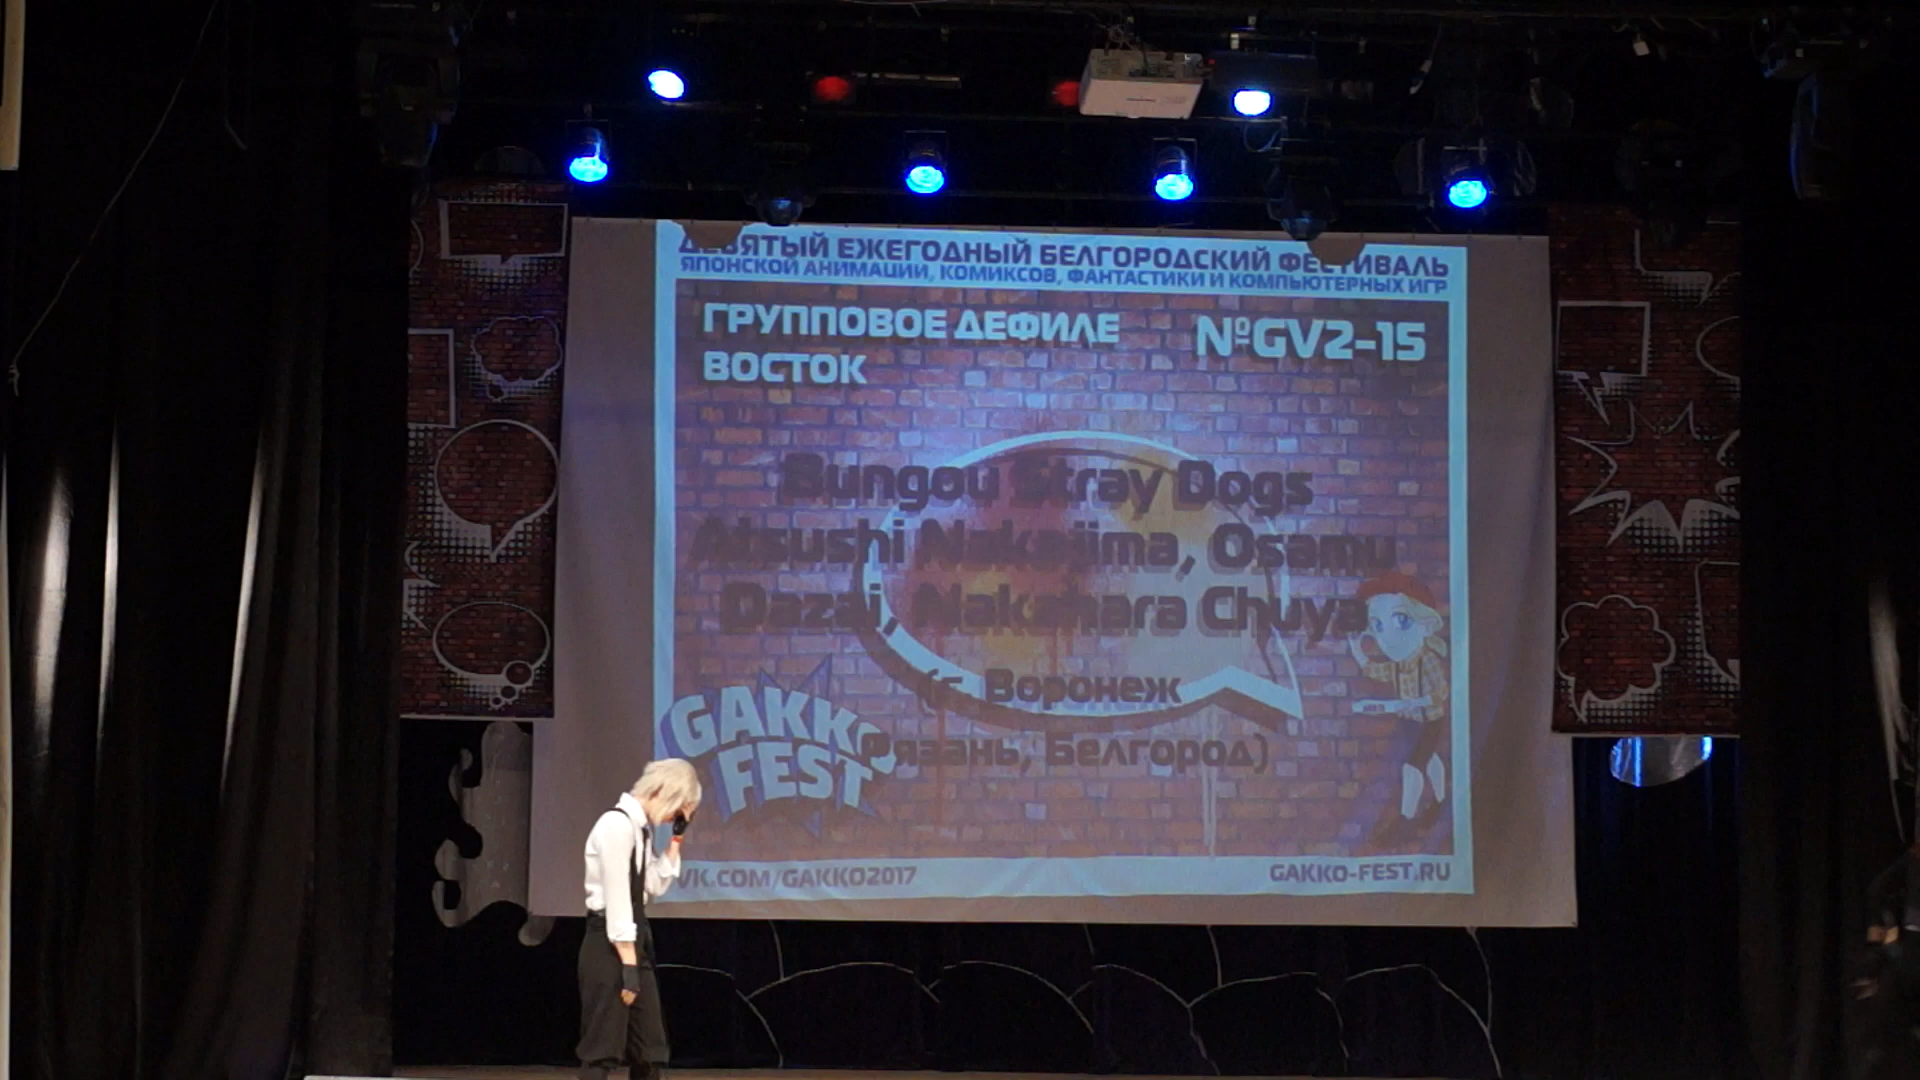 ДЕВЯТЫЙ ЕЖЕГОДНЫЙ БЕЛГОРОДСКИЙ ФЕСТИВАЛЬ
ЯПОНСКОЙ АНИМАЦИИ, КОМИКСОВ, ФАНТАСТИКИ И КОМПЬЮТЕРНЫХ ИГР
ГРУППОВОЕ ДЕФИЛЕ
ВОСТОК
№GV2-15
Bungou Stray Dogs
Atsushi Nakajima, Osamu
Dazai, Nakahara Chuya
(г. Воронеж
Рязань, Белгород)
GAKKO
FEST
VK.COM/GAKKO2017
GAKKO-FEST.RU